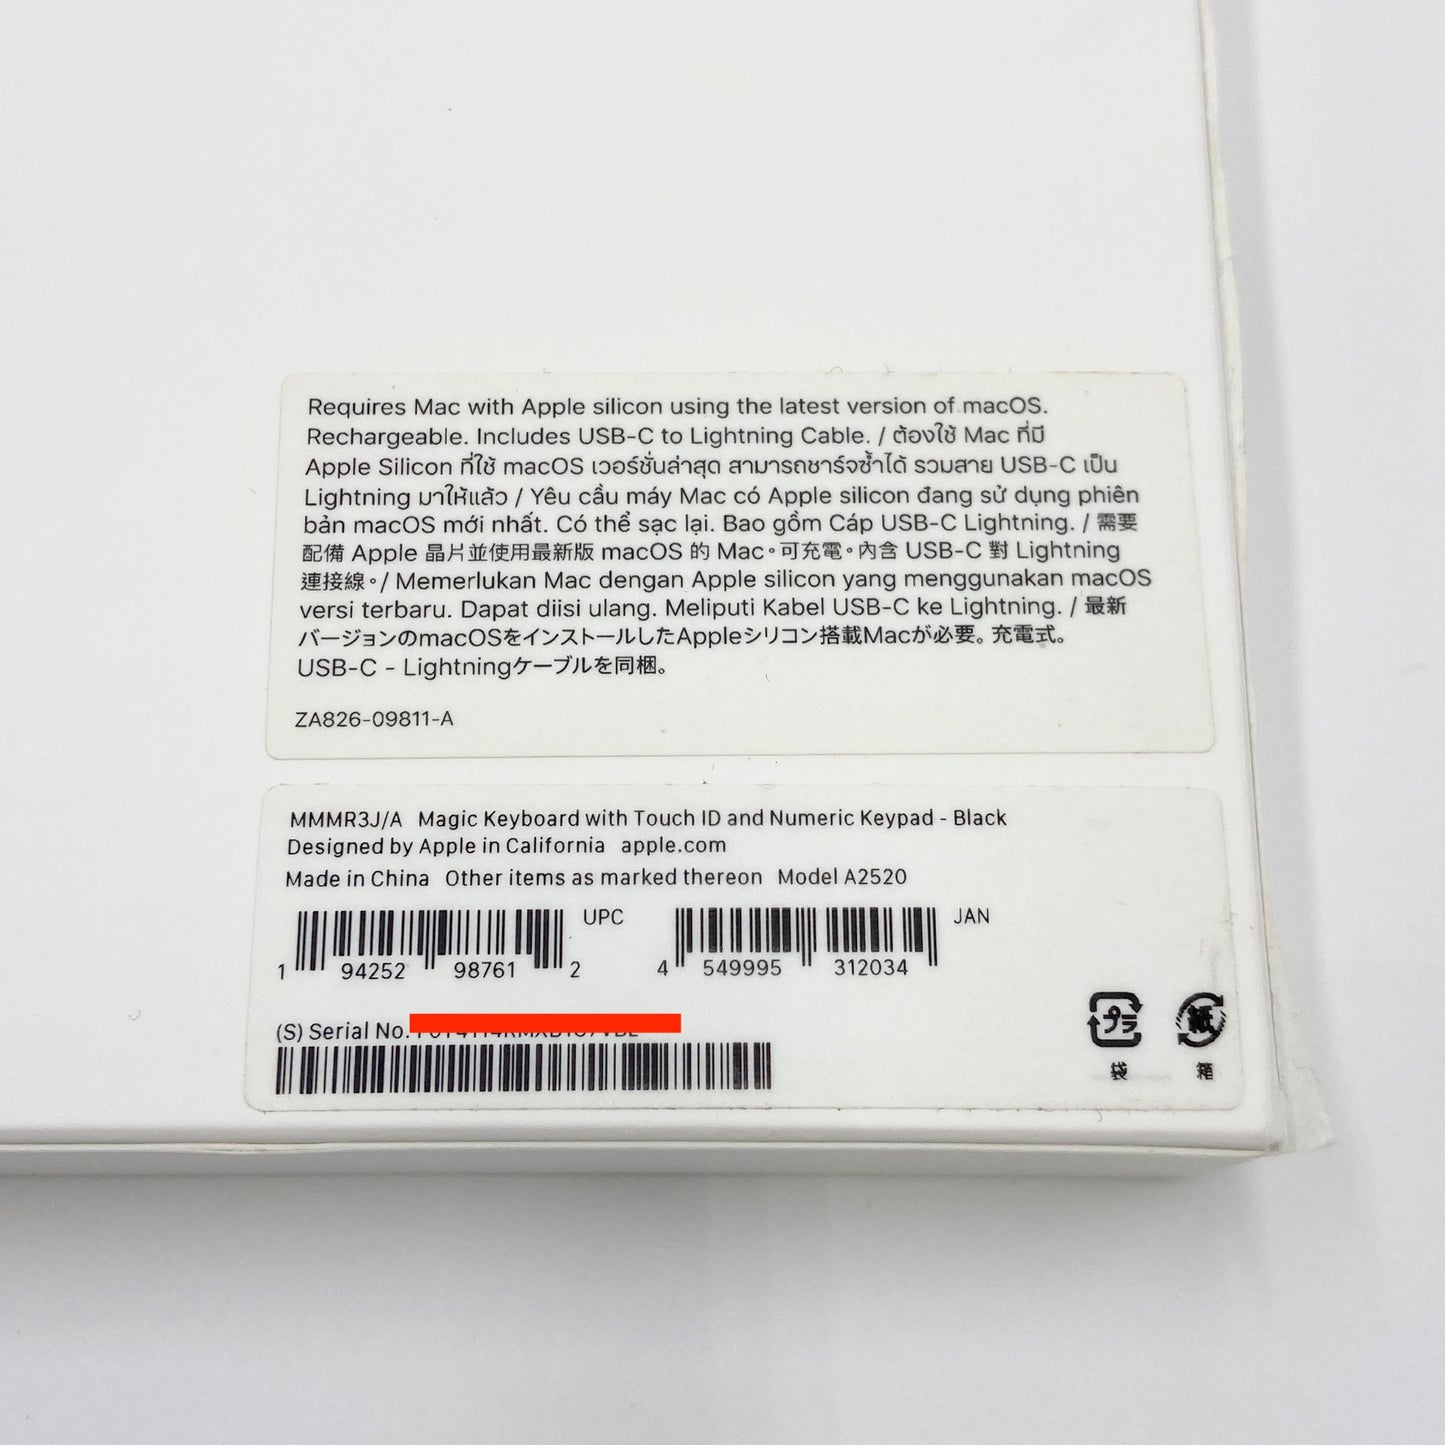 Requires Mac with Apple silicon using the latest version of macOS.
Rechargeable. Includes USB-C to Lightning Cable. / ต้องใช้ Mac ที่มี
Apple Silicon ที่ใช้ macOS เวอร์ชั่นล่าสุด สามารถชาร์จซ้ำได้ รวมสาย USB-C เป็น
Lightning มาให้แล้ว / Yêu cầu máy Mac có Apple silicon đang sử dụng phiên
bản macOS mới nhất. Có thể sạc lại. Bao gồm Cáp USB-C Lightning. / 需要
配備 Apple 晶片並使用最新版 macOS 的 Mac。可充電。內含 USB-C 對 Lightning
連接線。/ Memerlukan Mac dengan Apple silicon yang menggunakan macOS
versi terbaru. Dapat diisi ulang. Meliputi Kabel USB-C ke Lightning. / 最新
バージョンのmacOSをインストールしたAppleシリコン搭載Macが必要。充電式。
USB-C - Lightningケーブルを同梱。
ZA826-09811-A
MMMR3J/A Magic Keyboard with Touch ID and Numeric Keypad - Black
Designed by Apple in California apple.com
Made in China Other items as marked thereon Model A2520
UPC JAN
1 94252 98761 2 4 549995 312034
(S) Serial No.
プラ 紙
袋 箱